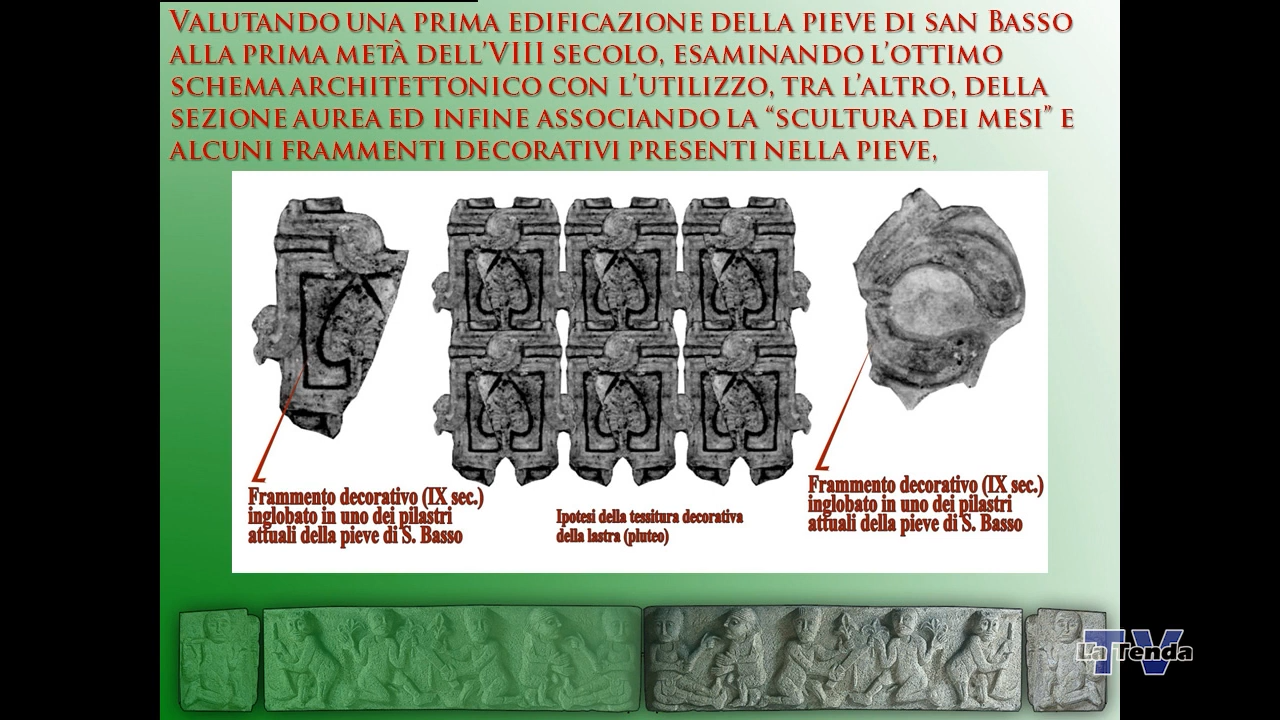 VALUTANDO UNA PRIMA EDIFICAZIONE DELLA PIEVE DI SAN BASSO
ALLA PRIMA METÀ DELL'VIII SECOLO, ESAMINANDO L'OTTIMO
SCHEMA ARCHITETTONICO CON L'UTILIZZO, TRA L'ALTRO, DELLA
SEZIONE AUREA ED INFINE ASSOCIANDO LA “SCULTURA DEI MESI” E
ALCUNI FRAMMENTI DECORATIVI PRESENTI NELLA PIEVE,
Frammento decorativo (IX sec.)
inglobato in uno dei pilastri
attuali della pieve di S. Basso
Ipotesi della tessitura decorativa
della lastra (pluteo)
Frammento decorativo (IX sec.)
inglobato in uno dei pilastri
attuali della pieve di S. Basso
TV
La Tenda